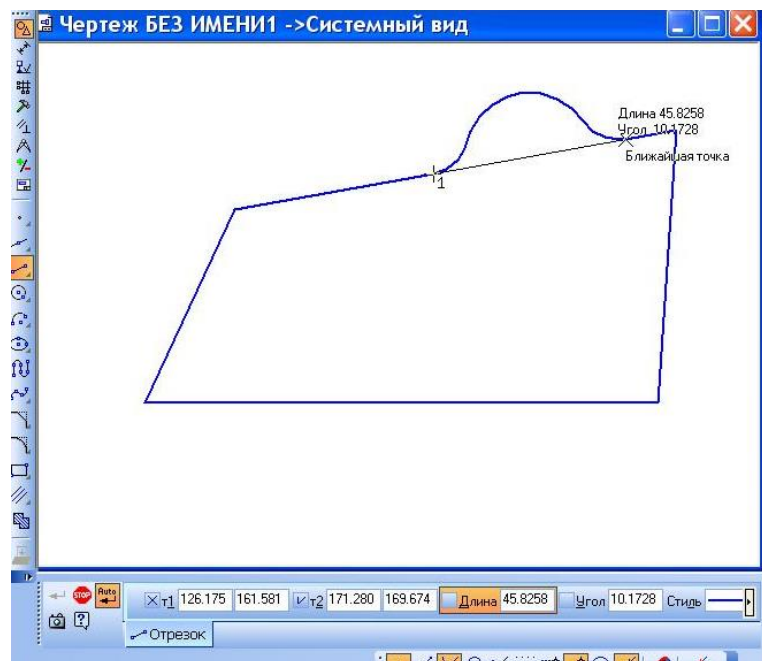 Чертеж БЕЗ ИМЕНИ1 ->Системный вид
Длина 45.8258
Угол 10.1728
Ближайшая точка
1
STOP Auto
т1 126.175 161.581 т2 171.280 169.674 Длина 45.8258 Угол 10.1728 Стиль
Отрезок